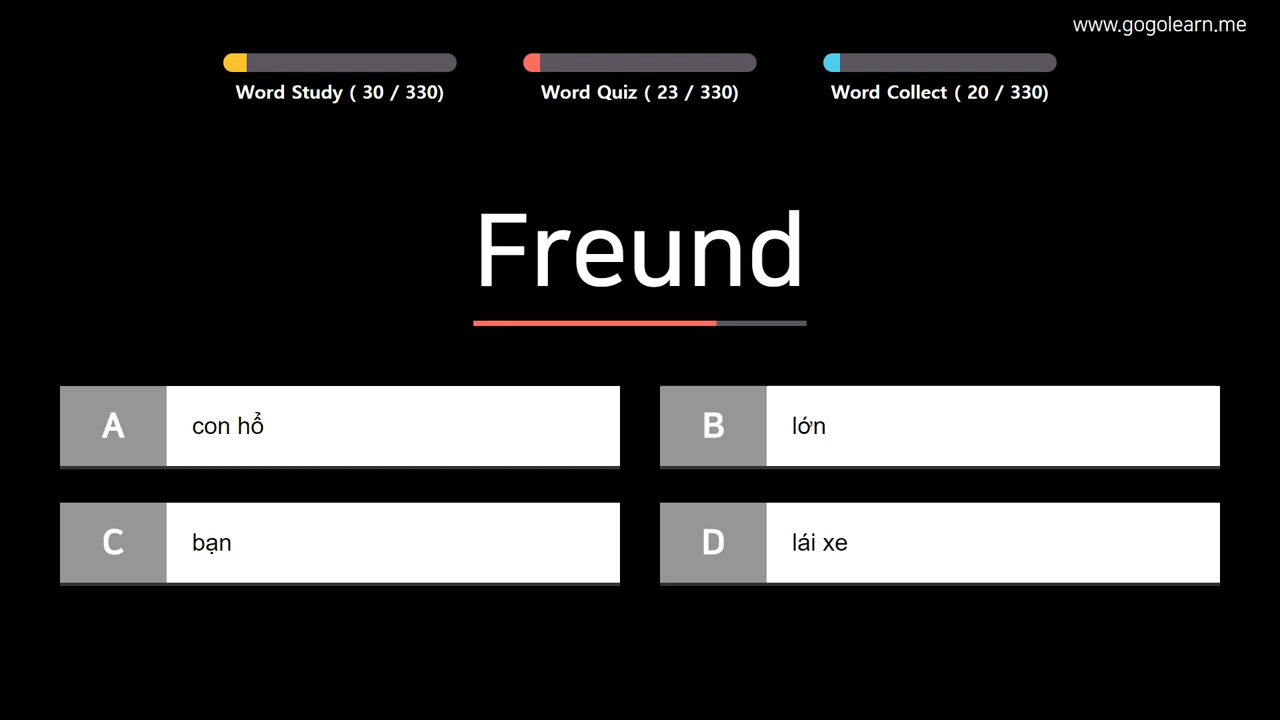 www.gogolearn.me
Word Study ( 30 / 330)
Word Quiz ( 23 / 330)
Word Collect ( 20 / 330)
Freund
A
con hổ
B
lớn
C
bạn
D
lái xe